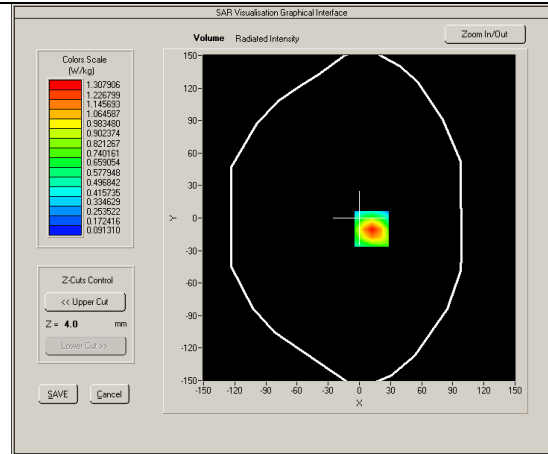 SAR Visualisation Graphical Interface
Volume Radiated Intensity
Zoom In/Out
Colors Scale
(W/kg)
1.307906
1.226799
1.145693
1.064587
0.983480
0.902374
0.821267
0.740161
0.659054
0.577948
0.496842
0.415735
0.334629
0.253522
0.172416
0.091310
Z-Cuts Control
<< Upper Cut
Z = 4.0 mm
Lower Cut >>
SAVE Cancel
150
120
90
60
30
0
-30
-60
-90
-120
-150
Y
-150 -120 -90 -60 -30 0 30 60 90 120 150
X